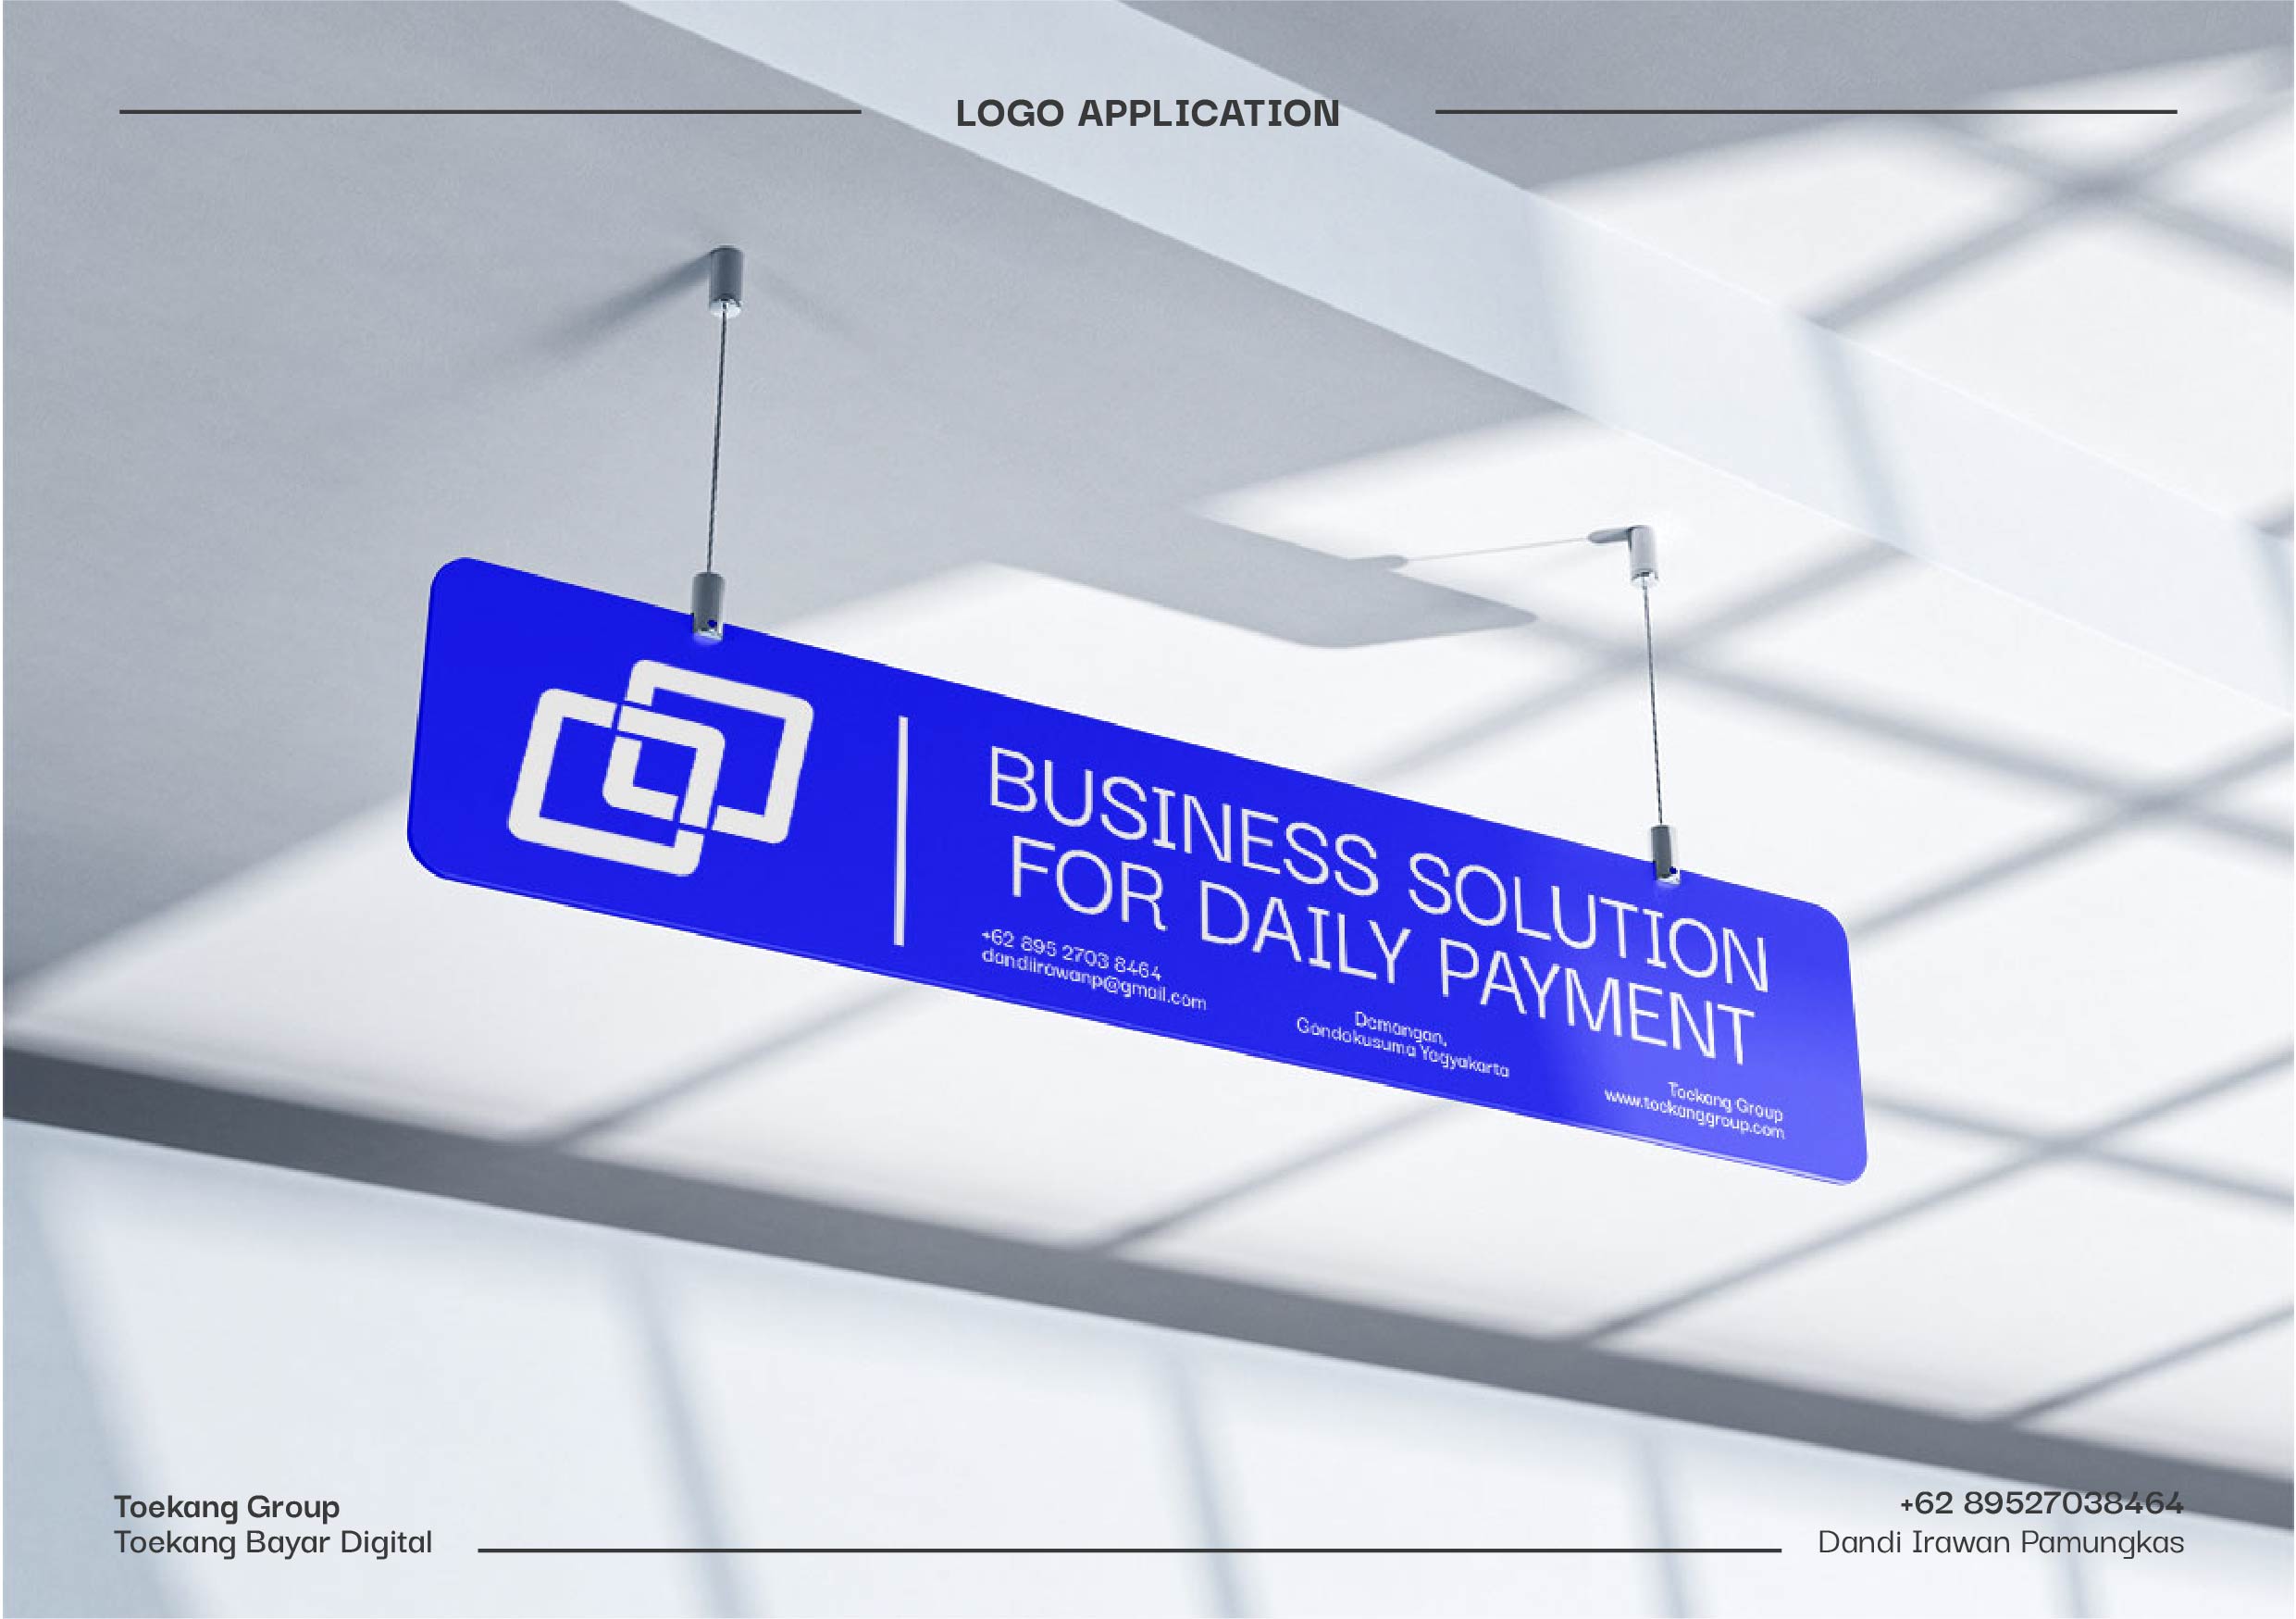 LOGO APPLICATION
BUSINESS SOLUTION
FOR DAILY PAYMENT
+62 895 2703 8464
dandiirawanp@gmail.com
Demangan,
Gondokusuma Yogyakarta
Toekang Group
www.toekanggroup.com
Toekang Group
Toekang Bayar Digital
+62 89527038464
Dandi Irawan Pamungkas